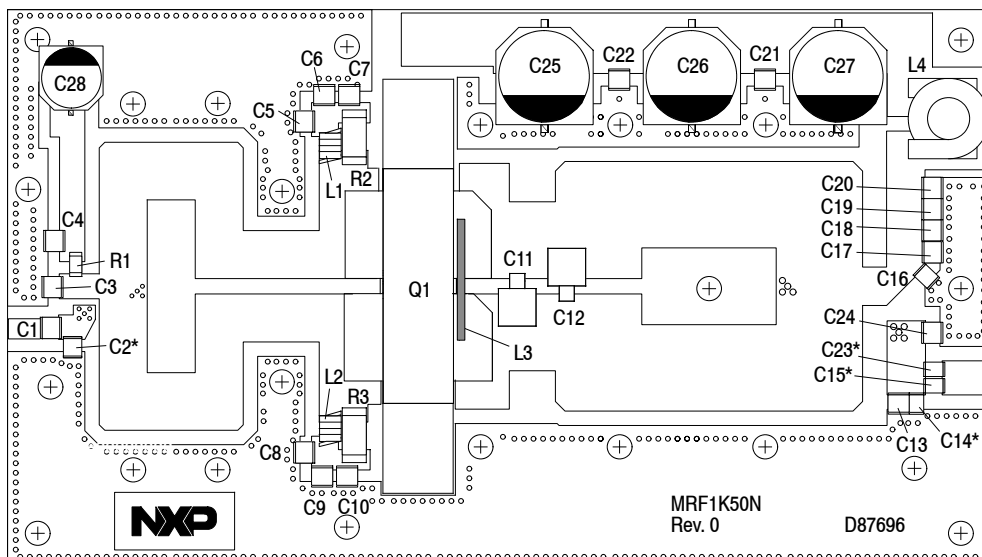 C28
C6
C7
C5
L1
R2
C25
C22
C26
C21
C27
L4
C4
R1
C3
C1
C2*
Q1
C11
C12
L3
C20
C19
C18
C17
C16
C24
C23*
C15*
C13
C14*
L2
R3
C8
C9
C10
NXP
MRF1K50N
Rev. 0
D87696